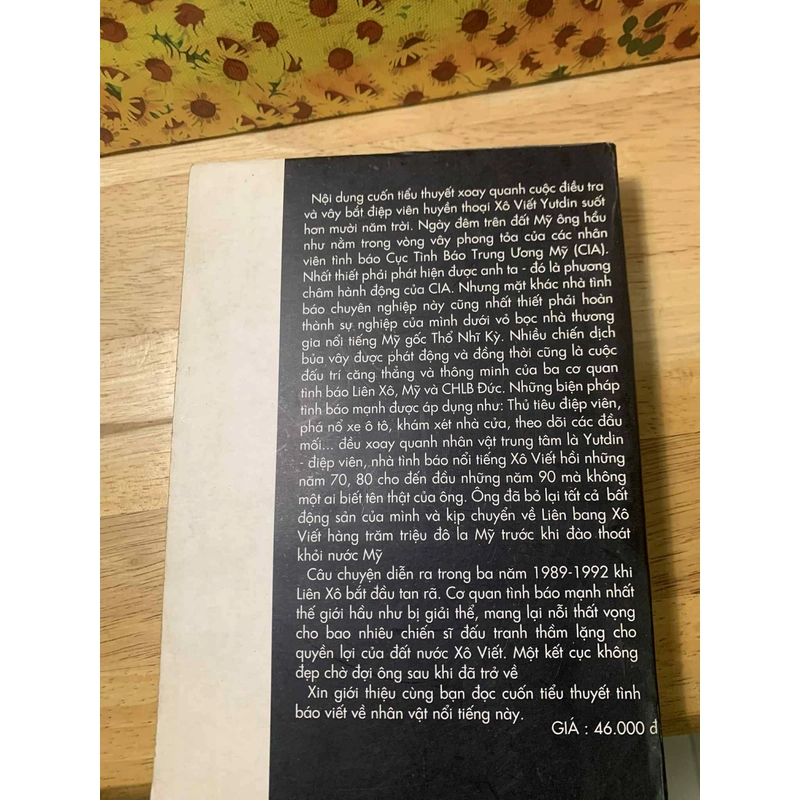 Nội dung cuốn tiểu thuyết xoay quanh cuộc điều tra
và vây bắt điệp viên huyền thoại Xô Viết Yutdin suốt
hơn mười năm trời. Ngày đêm trên đất Mỹ ông hầu
như nằm trong vòng vây phong tỏa của các nhân
viên tình báo Cục Tình Báo Trung Ương Mỹ (CIA).
Nhất thiết phải phát hiện được anh ta - đó là phương
châm hành động của CIA. Nhưng mặt khác nhà tình
báo chuyên nghiệp này cũng nhất thiết phải hoàn
thành sự nghiệp của mình dưới vỏ bọc nhà thương
gia nổi tiếng Mỹ gốc Thổ Nhĩ Kỳ. Nhiều chiến dịch
bủa vây được phát động và đồng thời cũng là cuộc
đấu trí căng thẳng và thông minh của ba cơ quan
tình báo Liên Xô, Mỹ và CHLB Đức. Những biện pháp
tình báo mạnh được áp dụng như: Thủ tiêu điệp viên,
phá nổ xe ô tô, khám xét nhà cửa, theo dõi các đầu
mối... đều xoay quanh nhân vật trung tâm là Yutdin
- điệp viên, nhà tình báo nổi tiếng Xô Viết hồi những
năm 70, 80 cho đến đầu những năm 90 mà không
một ai biết tên thật của ông. Ông đã bỏ lại tất cả bất
động sản của mình và kịp chuyển về Liên bang Xô
Viết hàng trăm triệu đô la Mỹ trước khi đào thoát
khỏi nước Mỹ
Câu chuyện diễn ra trong ba năm 1989-1992 khi
Liên Xô bắt đầu tan rã. Cơ quan tình báo mạnh nhất
thế giới hầu như bị giải thể, mang lại nỗi thất vọng
cho bao nhiêu chiến sĩ đấu tranh thầm lặng cho
quyền lợi của đất nước Xô Viết. Một kết cục không
đẹp chờ đợi ông sau khi đã trở về
Xin giới thiệu cùng bạn đọc cuốn tiểu thuyết tình
báo viết về nhân vật nổi tiếng này.
GIÁ : 46.000 đ